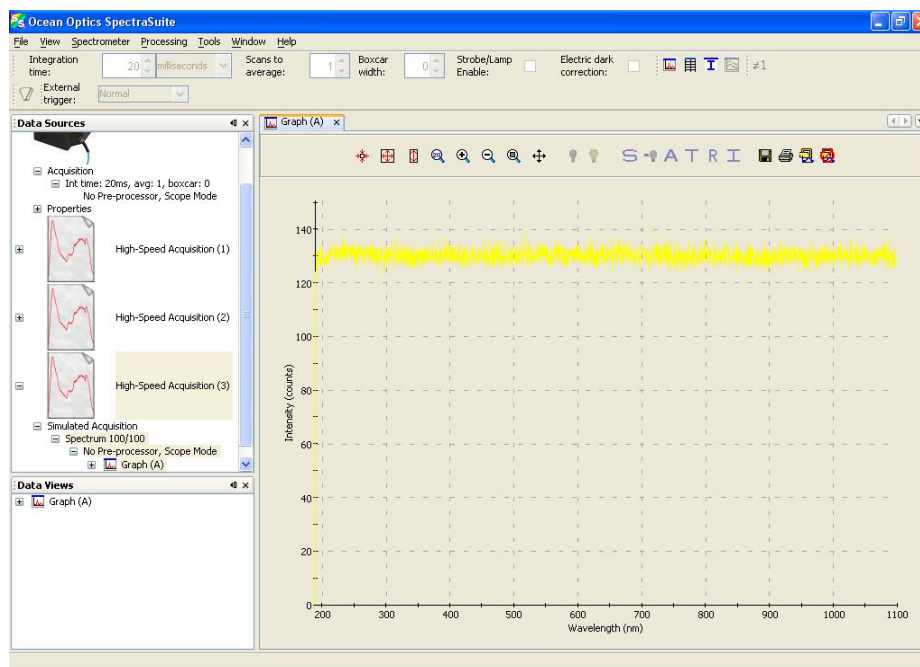 Ocean Optics SpectraSuite
File View Spectrometer Processing Tools Window Help
Integration time: 20 milliseconds Scans to average: 1 Boxcar width: 0 Strobe/Lamp Enable: Electric dark correction: ≠1
External trigger: Normal
Data Sources
Acquisition
Int time: 20ms, avg: 1, boxcar: 0
No Pre-processor, Scope Mode
Properties
High-Speed Acquisition (1)
High-Speed Acquisition (2)
High-Speed Acquisition (3)
Simulated Acquisition
Spectrum 100/100
No Pre-processor, Scope Mode
Graph (A)
Data Views
Graph (A)
Graph (A)
S A T R I
140
120
100
80
60
40
20
0
Intensity (counts)
200 300 400 500 600 700 800 900 1000 1100
Wavelength (nm)